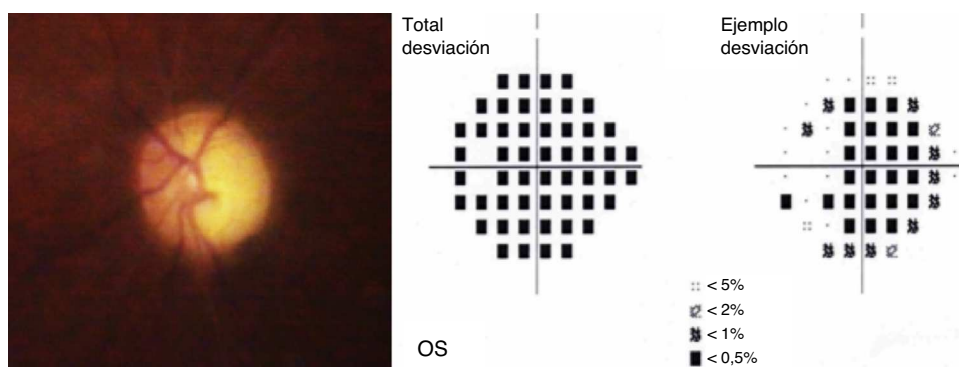 Total
desviación
Ejemplo
desviación
OS
< 5%
< 2%
< 1%
< 0,5%